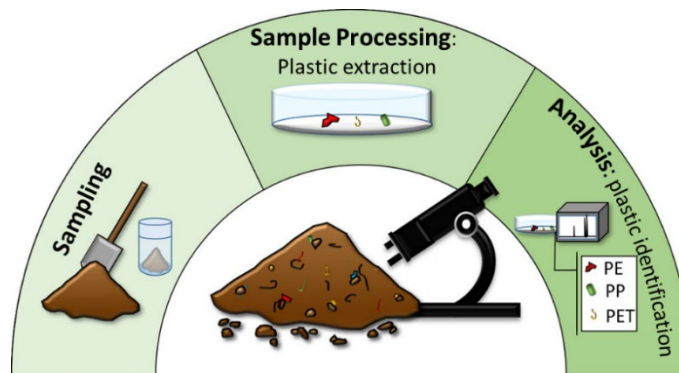 Sampling
Sample Processing:
Plastic extraction
Analysis: plastic identification
PE
PP
PET